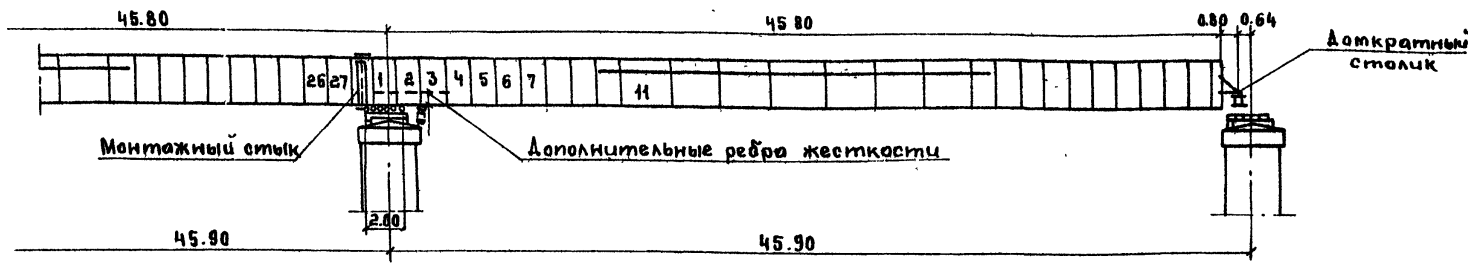 45.80
45 80
0.80
0.64
Домкратный
столик
26 27 1 2 3 4 5 6 7
11
Монтажный стык
Дополнительные ребра жесткости
2.00
45.90
45.90